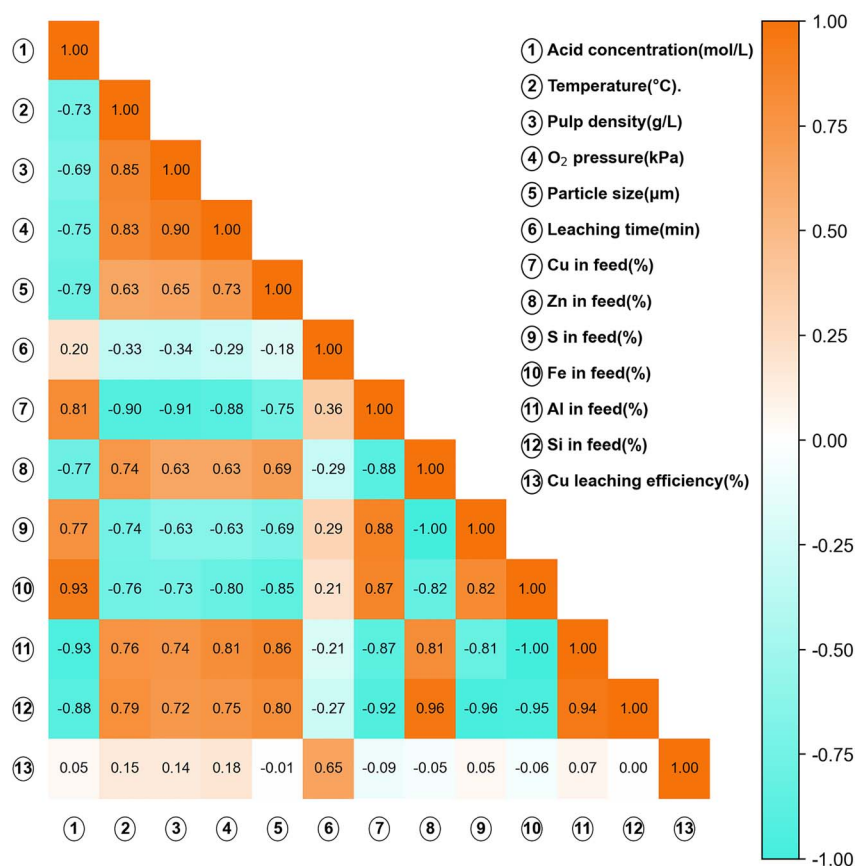 ① 1.00
② -0.73 1.00
③ -0.69 0.85 1.00
④ -0.75 0.83 0.90 1.00
⑤ -0.79 0.63 0.65 0.73 1.00
⑥ 0.20 -0.33 -0.34 -0.29 -0.18 1.00
⑦ 0.81 -0.90 -0.91 -0.88 -0.75 0.36 1.00
⑧ -0.77 0.74 0.63 0.63 0.69 -0.29 -0.88 1.00
⑨ 0.77 -0.74 -0.63 -0.63 -0.69 0.29 0.88 -1.00 1.00
⑩ 0.93 -0.76 -0.73 -0.80 -0.85 0.21 0.87 -0.82 0.82 1.00
⑪ -0.93 0.76 0.74 0.81 0.86 -0.21 -0.87 0.81 -0.81 -1.00 1.00
⑫ -0.88 0.79 0.72 0.75 0.80 -0.27 -0.92 0.96 -0.96 -0.95 0.94 1.00
⑬ 0.05 0.15 0.14 0.18 -0.01 0.65 -0.09 -0.05 0.05 -0.06 0.07 0.00 1.00
① ② ③ ④ ⑤ ⑥ ⑦ ⑧ ⑨ ⑩ ⑪ ⑫ ⑬
① Acid concentration(mol/L)
② Temperature(°C).
③ Pulp density(g/L)
④ O₂ pressure(kPa)
⑤ Particle size(μm)
⑥ Leaching time(min)
⑦ Cu in feed(%)
⑧ Zn in feed(%)
⑨ S in feed(%)
⑩ Fe in feed(%)
⑪ Al in feed(%)
⑫ Si in feed(%)
⑬ Cu leaching efficiency(%)
1.00
0.75
0.50
0.25
0.00
-0.25
-0.50
-0.75
-1.00